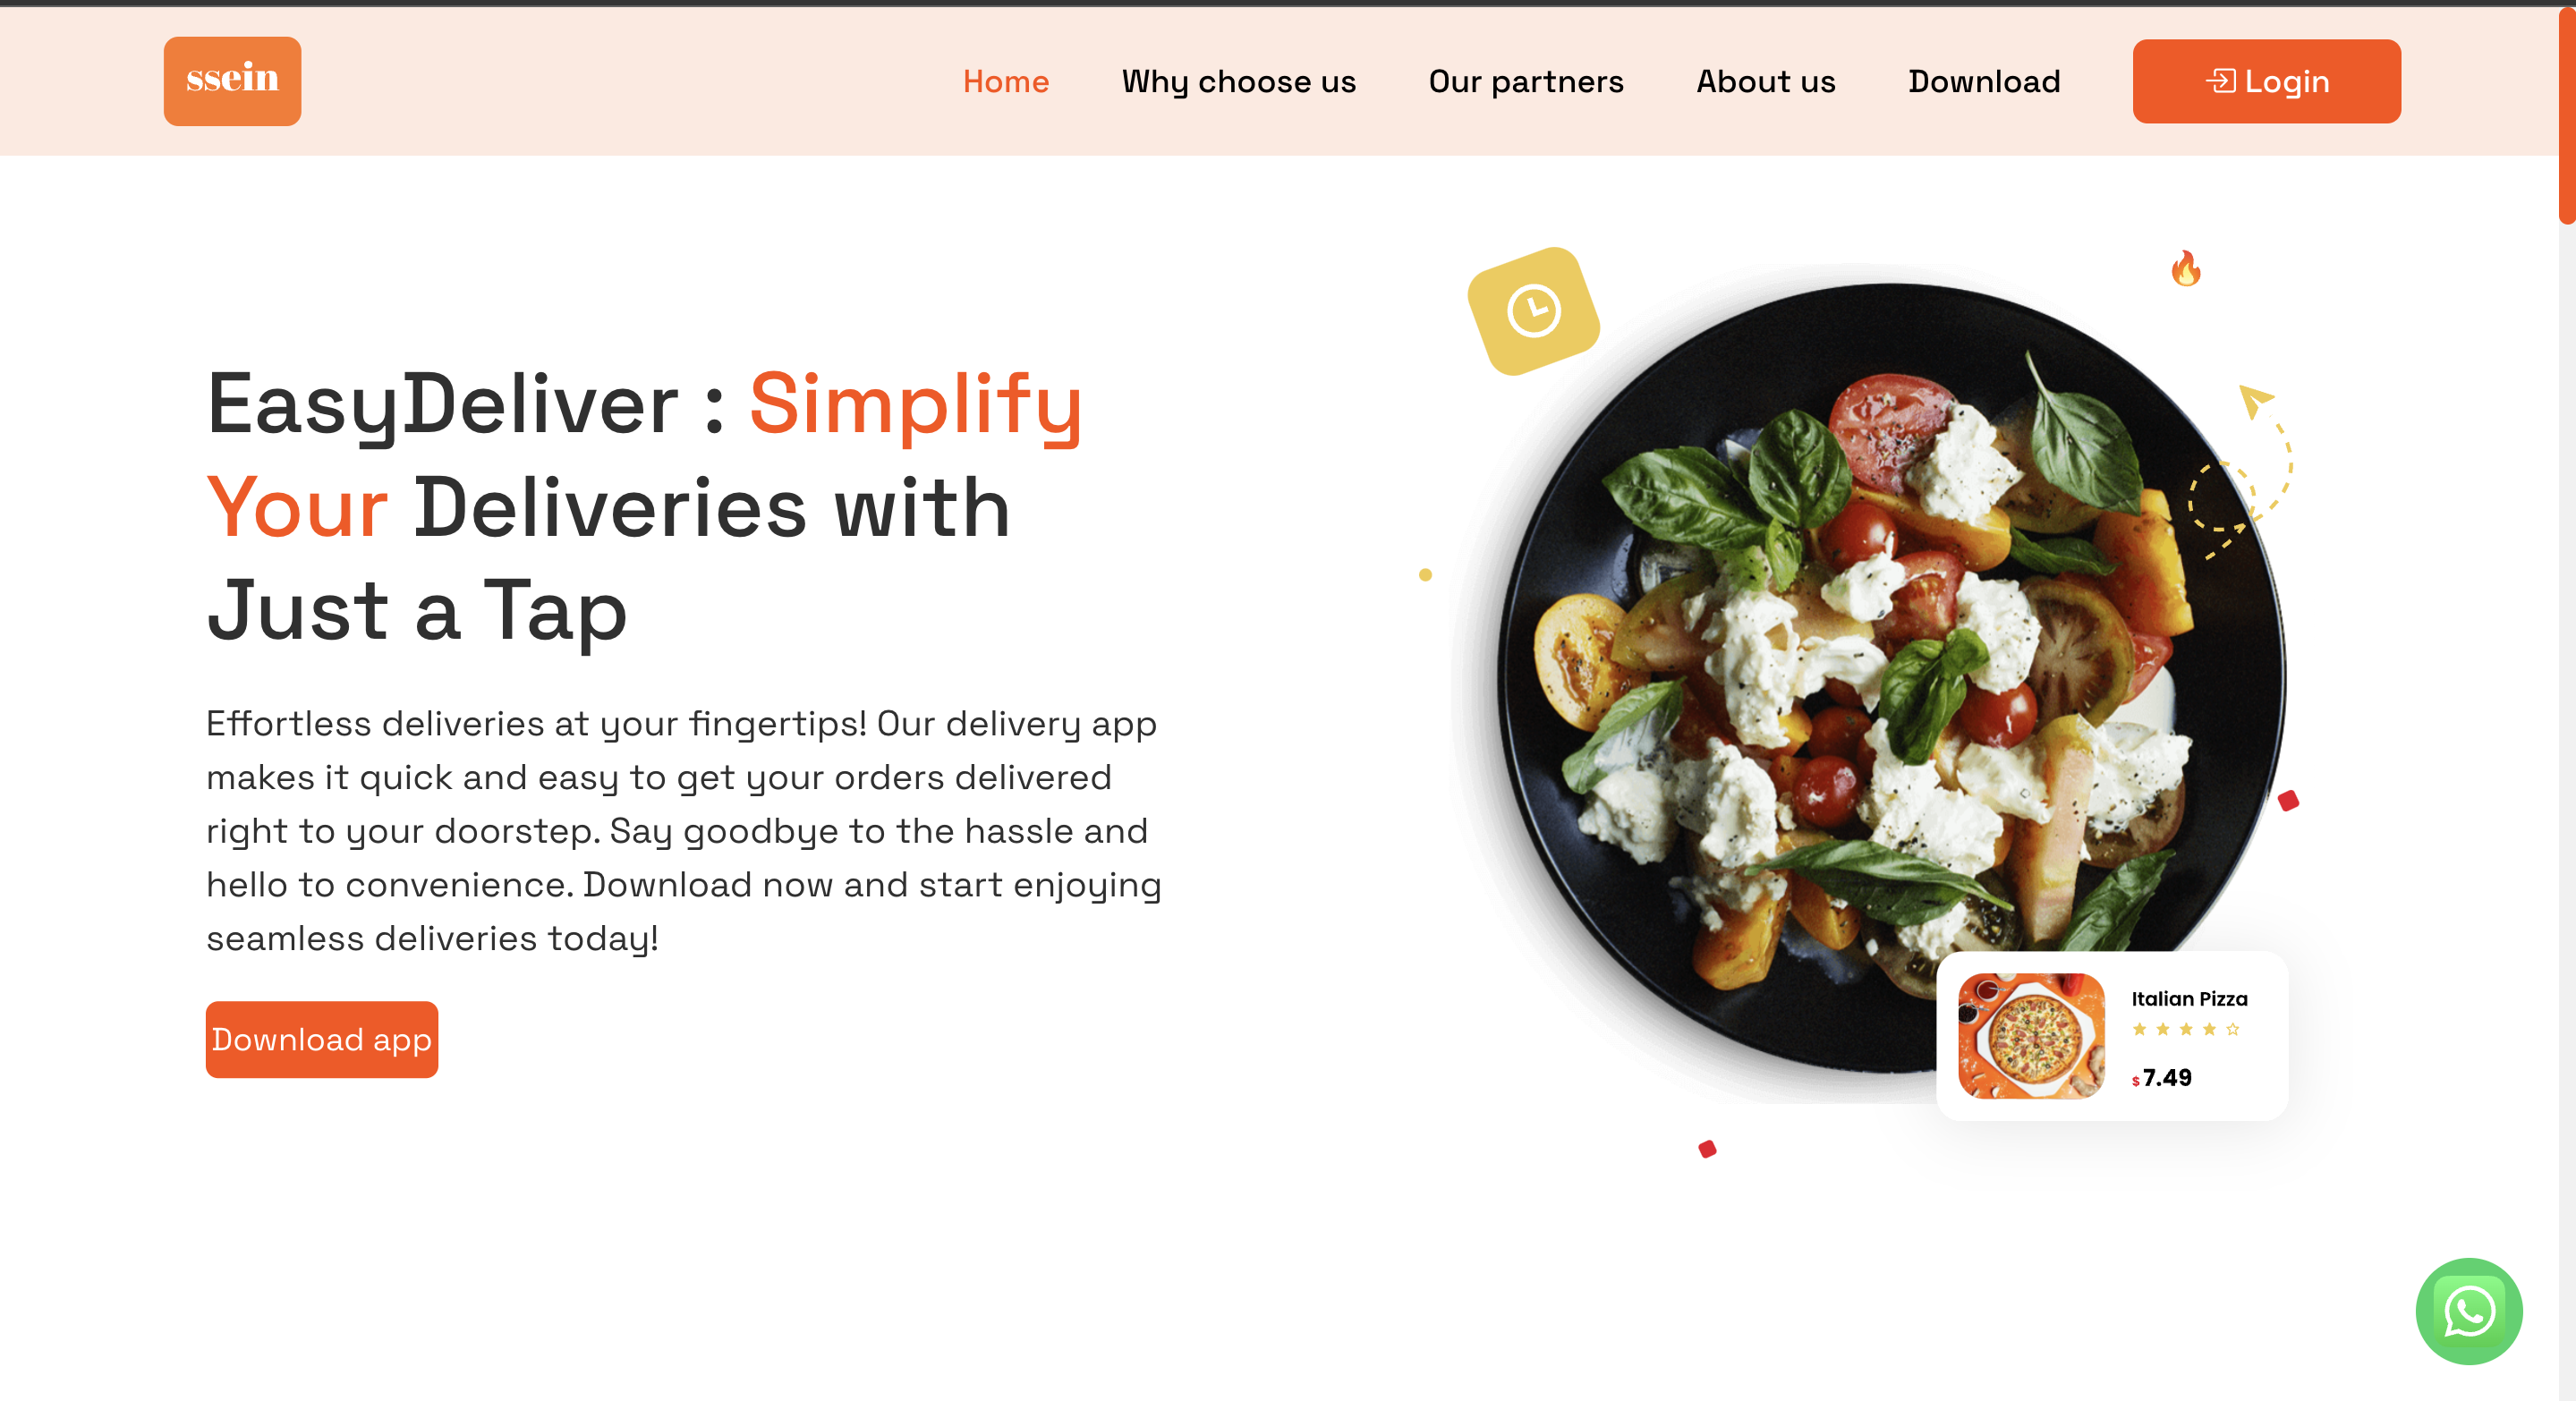 ssein
Home
Why choose us
Our partners
About us
Download
Login
EasyDeliver : Simplify
Your Deliveries with
Just a Tap
Effortless deliveries at your fingertips! Our delivery app
makes it quick and easy to get your orders delivered
right to your doorstep. Say goodbye to the hassle and
hello to convenience. Download now and start enjoying
seamless deliveries today!
Download app
Italian Pizza
$7.49